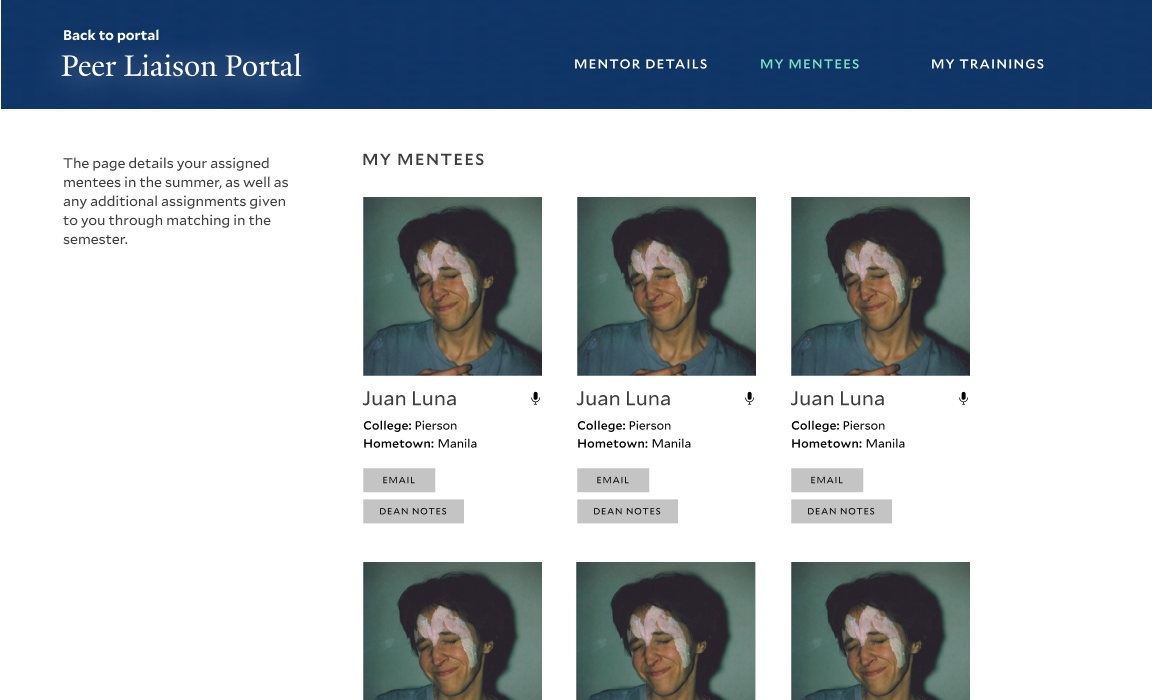 Back to portal
Peer Liaison Portal
MENTOR DETAILS
MY MENTEES
MY TRAININGS
The page details your assigned
mentees in the summer, as well as
any additional assignments given
to you through matching in the
semester.
MY MENTEES
Juan Luna
College: Pierson
Hometown: Manila
EMAIL
DEAN NOTES
Juan Luna
College: Pierson
Hometown: Manila
EMAIL
DEAN NOTES
Juan Luna
College: Pierson
Hometown: Manila
EMAIL
DEAN NOTES